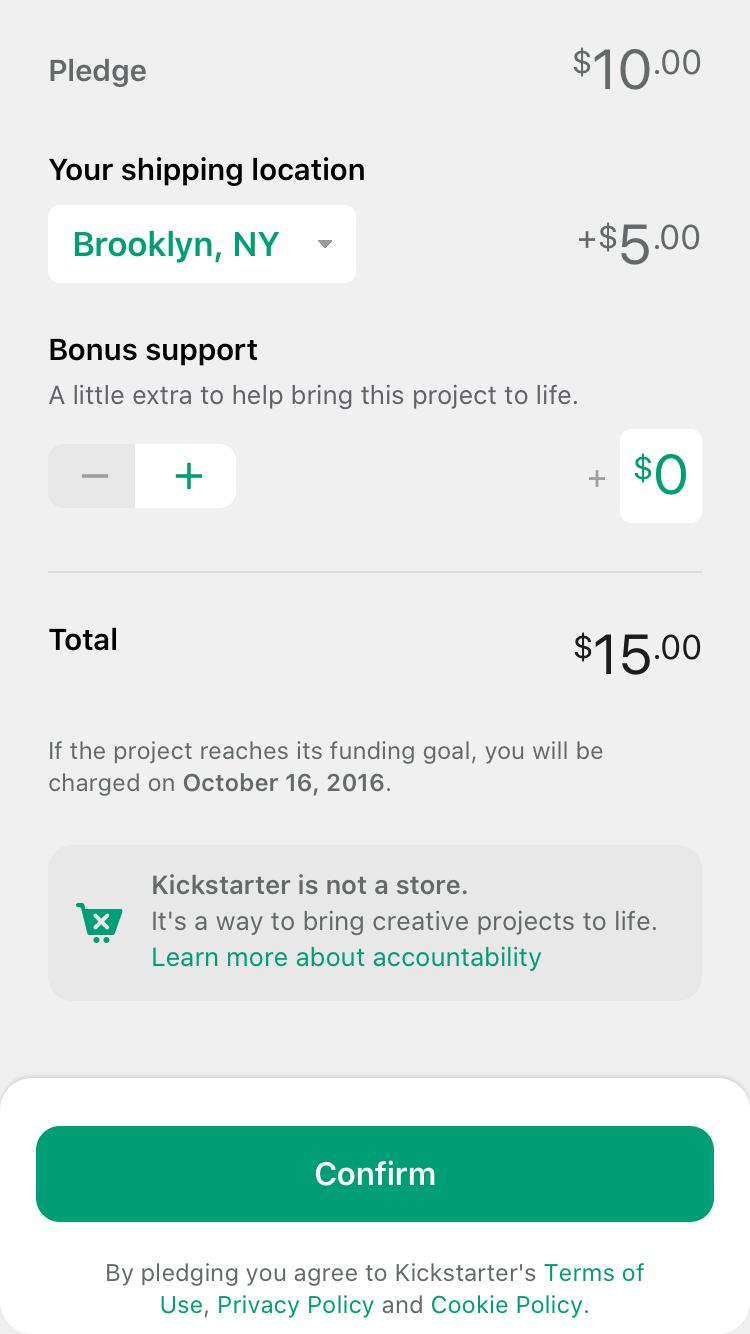 Pledge $10.00
Your shipping location
Brooklyn, NY +$5.00
Bonus support
A little extra to help bring this project to life.
− + + $0
Total $15.00
If the project reaches its funding goal, you will be
charged on October 16, 2016.
Kickstarter is not a store.
It's a way to bring creative projects to life.
Learn more about accountability
Confirm
By pledging you agree to Kickstarter's Terms of
Use, Privacy Policy and Cookie Policy.